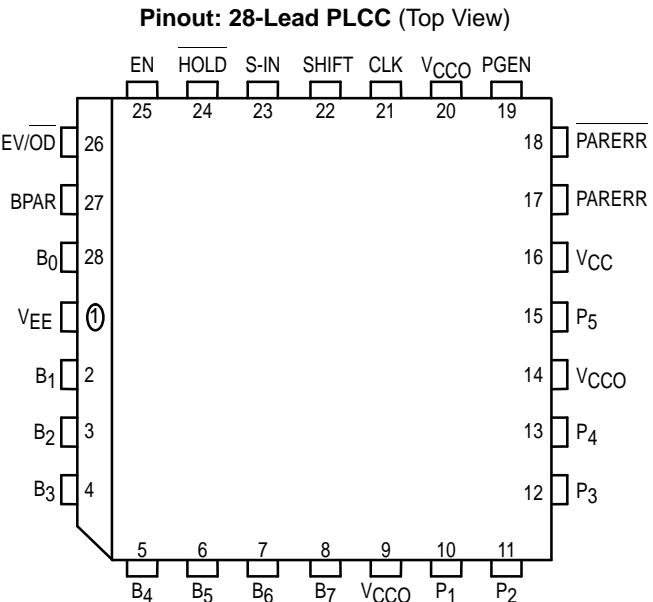 Pinout: 28-Lead PLCC (Top View)
EN H̅O̅L̅D̅ S-IN SHIFT CLK VCCO PGEN
25 24 23 22 21 20 19
EV/O̅D̅ 26 18 P̅A̅R̅E̅R̅R̅
BPAR 27 17 PARERR
B0 28 16 VCC
VEE 1 15 P5
B1 2 14 VCCO
B2 3 13 P4
B3 4 12 P3
5 6 7 8 9 10 11
B4 B5 B6 B7 VCCO P1 P2